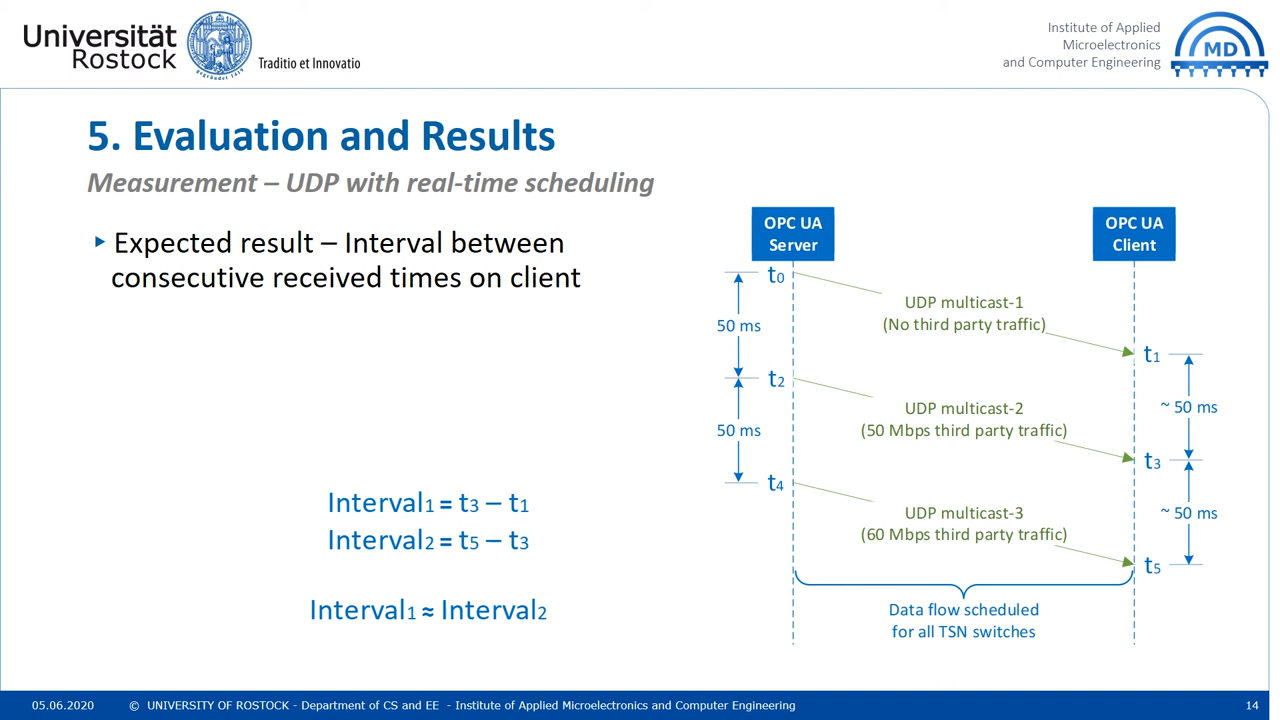 Universität
Rostock
Traditio et Innovatio
Institute of Applied
Microelectronics
and Computer Engineering
MD
5. Evaluation and Results
Measurement – UDP with real-time scheduling
▸ Expected result – Interval between
consecutive received times on client
Interval1 = t3 – t1
Interval2 = t5 – t3
Interval1 ≈ Interval2
OPC UA
Server
OPC UA
Client
t0
UDP multicast-1
(No third party traffic)
50 ms
t1
t2
UDP multicast-2
(50 Mbps third party traffic)
~ 50 ms
50 ms
t3
t4
UDP multicast-3
(60 Mbps third party traffic)
~ 50 ms
t5
Data flow scheduled
for all TSN switches
05.06.2020 © UNIVERSITY OF ROSTOCK - Department of CS and EE - Institute of Applied Microelectronics and Computer Engineering 14